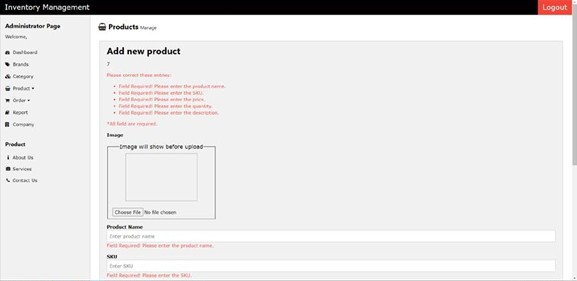 Inventory Management
Logout
Administrator Page
Welcome,
Dashboard
Brands
Category
Product
Order
Report
Company
Product
About Us
Services
Contact Us
Products Manage
Add new product
7
Please correct these entries:
Field Required! Please enter the product name.
Field Required! Please enter the SKU.
Field Required! Please enter the price.
Field Required! Please enter the quantity.
Field Required! Please enter the description.
*All field are required.
Image
Image will show before upload
Choose File No file chosen
Product Name
Enter product name
Field Required! Please enter the product name.
SKU
Enter SKU
Field Required! Please enter the SKU.